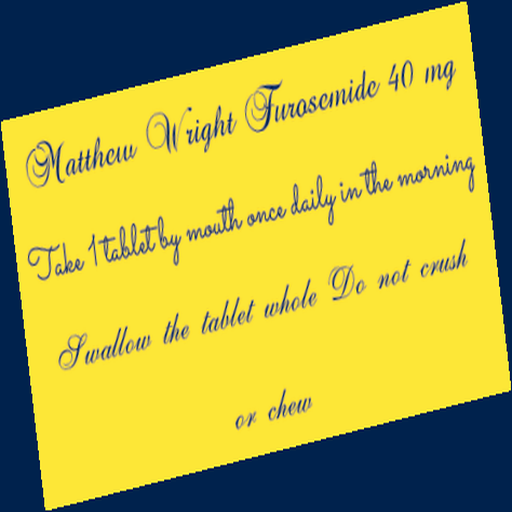 Matthew Wright Furosemide 40 mg
Take 1 tablet by mouth once daily in the morning
Swallow the tablet whole Do not crush
or chew